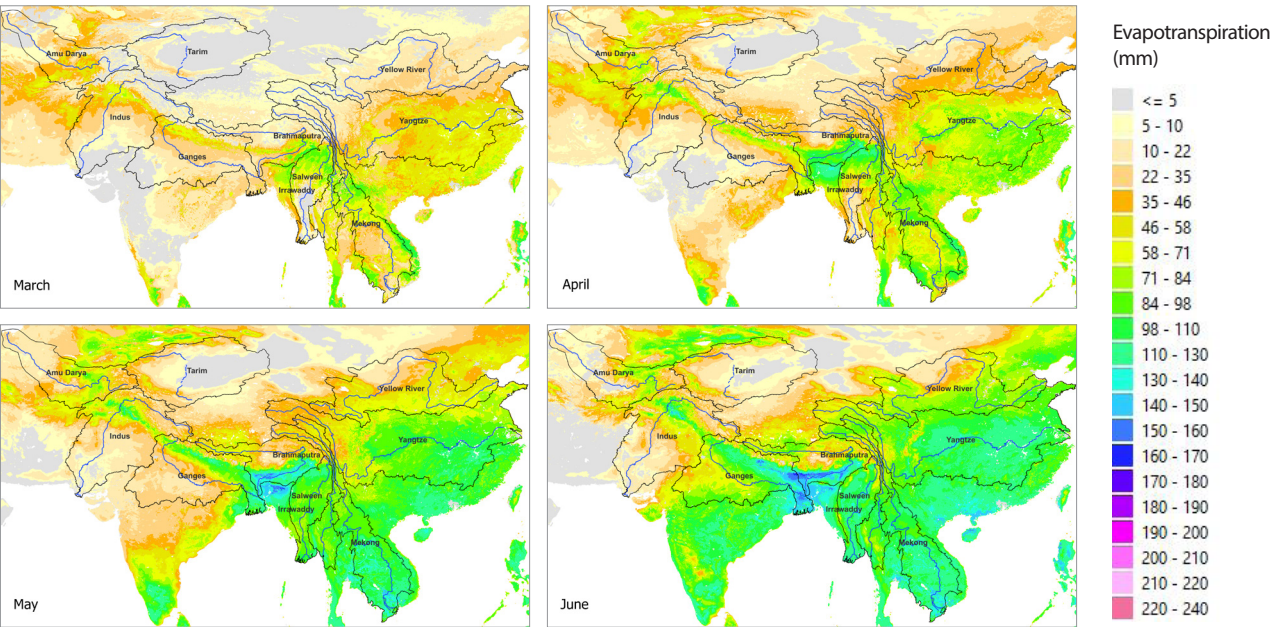 Amu Darya
Tarim
Yellow River
Indus
Yangtze
Brahmaputra
Ganges
Salween
Irrawaddy
Mekong
March
Amu Darya
Tarim
Yellow River
Indus
Yangtze
Brahmaputra
Ganges
Salween
Irrawaddy
Mekong
April
Amu Darya
Tarim
Yellow River
Indus
Yangtze
Brahmaputra
Ganges
Salween
Irrawaddy
Mekong
May
Amu Darya
Tarim
Yellow River
Indus
Yangtze
Brahmaputra
Ganges
Salween
Irrawaddy
Mekong
June
Evapotranspiration
(mm)
<= 5
5 - 10
10 - 22
22 - 35
35 - 46
46 - 58
58 - 71
71 - 84
84 - 98
98 - 110
110 - 130
130 - 140
140 - 150
150 - 160
160 - 170
170 - 180
180 - 190
190 - 200
200 - 210
210 - 220
220 - 240